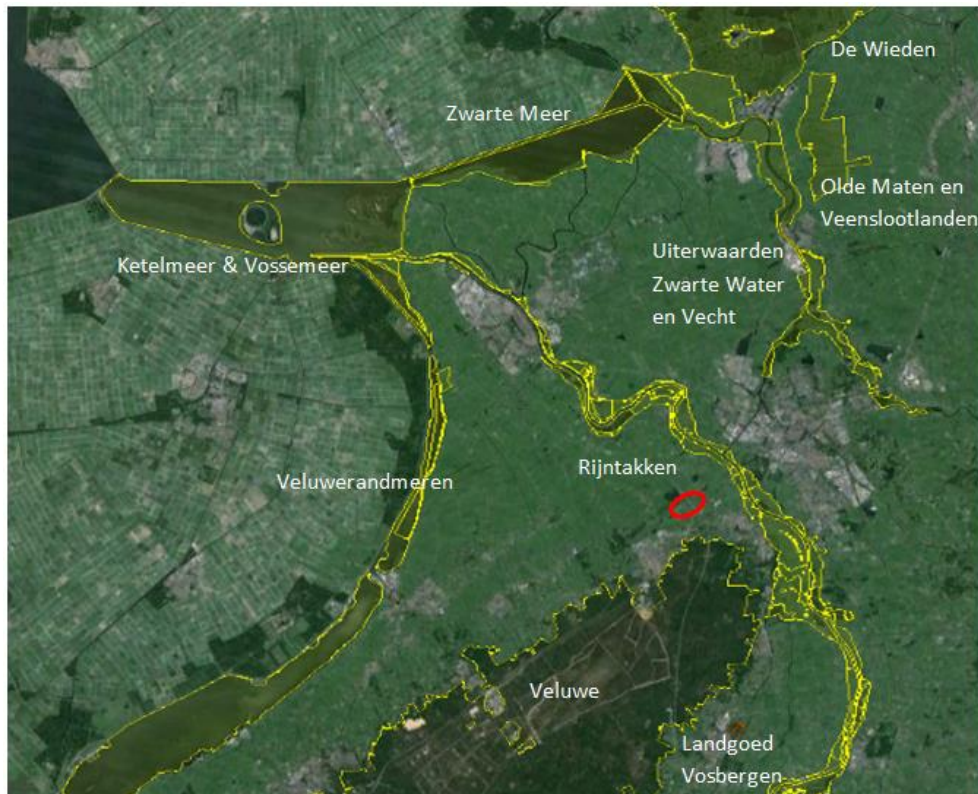 De Wieden
Zwarte Meer
Olde Maten en
Veenslootlanden
Ketelmeer & Vossemeer
Uiterwaarden
Zwarte Water
en Vecht
Rijntakken
Veluwerandmeren
Veluwe
Landgoed
Vosbergen